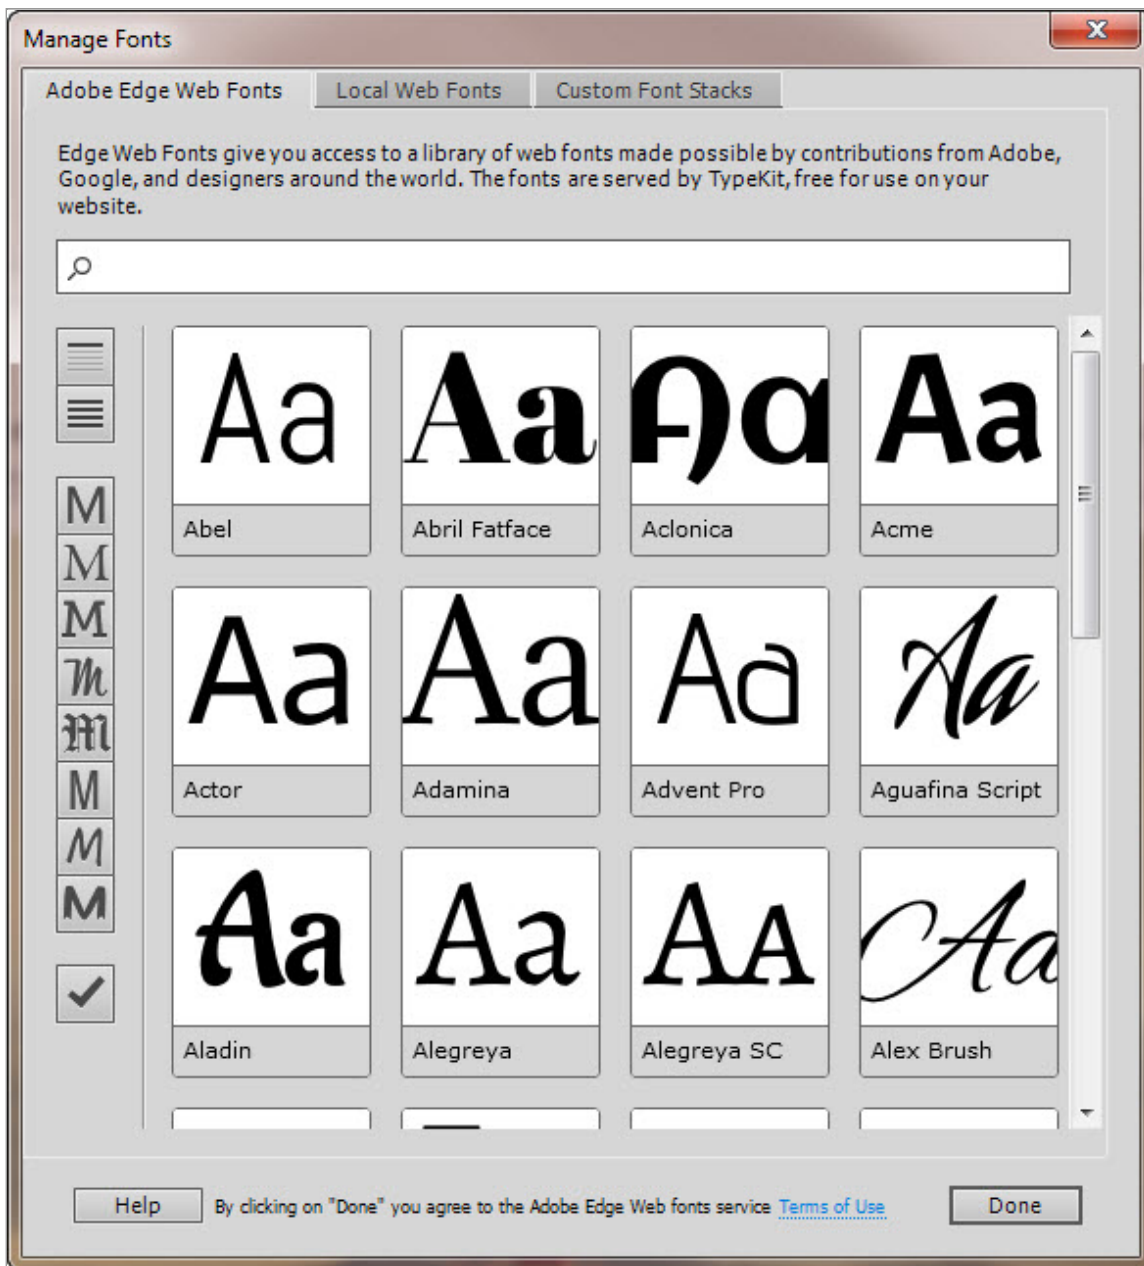 Manage Fonts
Adobe Edge Web Fonts
Local Web Fonts
Custom Font Stacks
Edge Web Fonts give you access to a library of web fonts made possible by contributions from Adobe,
Google, and designers around the world. The fonts are served by TypeKit, free for use on your
website.
Aa Aa Aa Aa
Abel Abril Fatface Aclonica Acme
M
M
M
M
M
M
M
M
Aa Aa Aa Aa
Actor Adamina Advent Pro Aguafina Script
Aa Aa AA Aa
Aladin Alegreya Alegreya SC Alex Brush
Help By clicking on "Done" you agree to the Adobe Edge Web fonts service Terms of Use Done